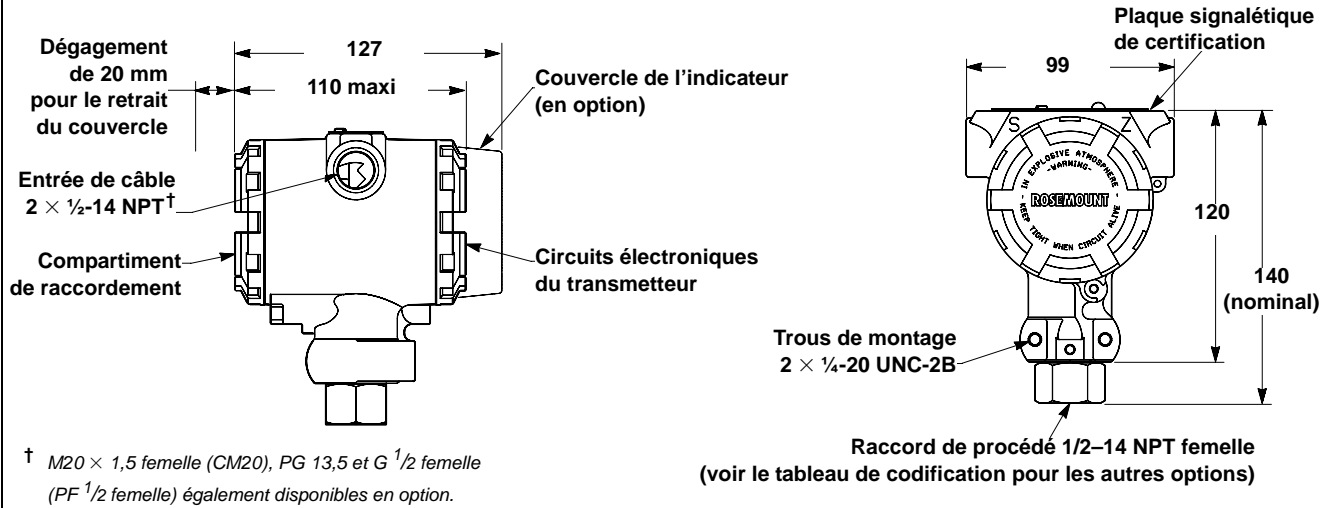 Dégagement
de 20 mm
pour le retrait
du couvercle
127
110 maxi
Couvercle de l'indicateur
(en option)
Entrée de câble
2 × ½-14 NPT†
Compartiment
de raccordement
Circuits électroniques
du transmetteur
† M20 × 1,5 femelle (CM20), PG 13,5 et G 1/2 femelle
(PF 1/2 femelle) également disponibles en option.
Plaque signalétique
de certification
99
S Z
IN EXPLOSIVE ATMOSPHERE
-WARNING-
ROSEMOUNT
KEEP TIGHT WHEN CIRCUIT ALIVE
120
140
(nominal)
Trous de montage
2 × ¼-20 UNC-2B
Raccord de procédé 1/2–14 NPT femelle
(voir le tableau de codification pour les autres options)